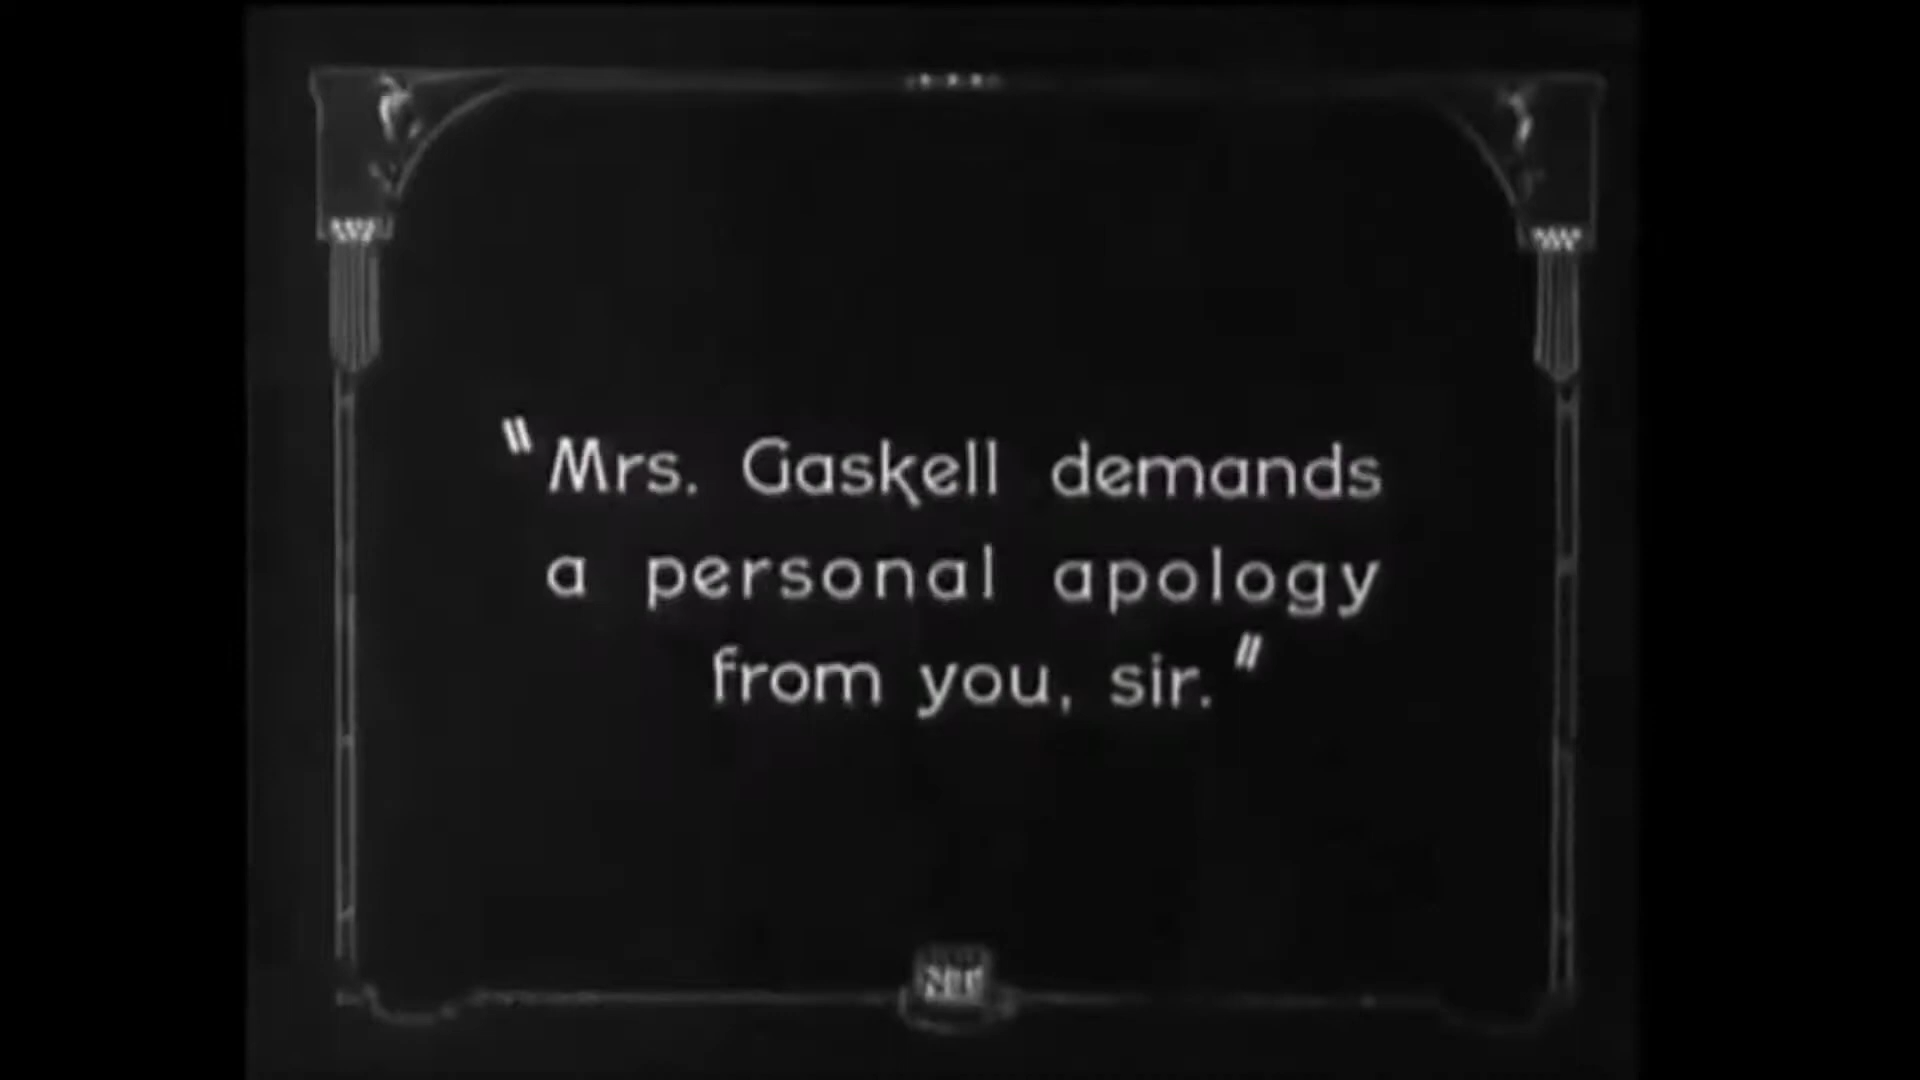 "Mrs. Gaskell demands
a personal apology
from you, sir."